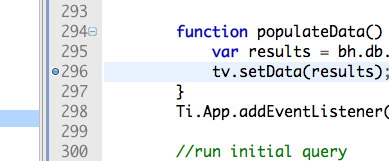 293
294 function populateData()
295 var results = bh.db.
296 tv.setData(results);
297 }
298 Ti.App.addEventListener(
299
300 //run initial query